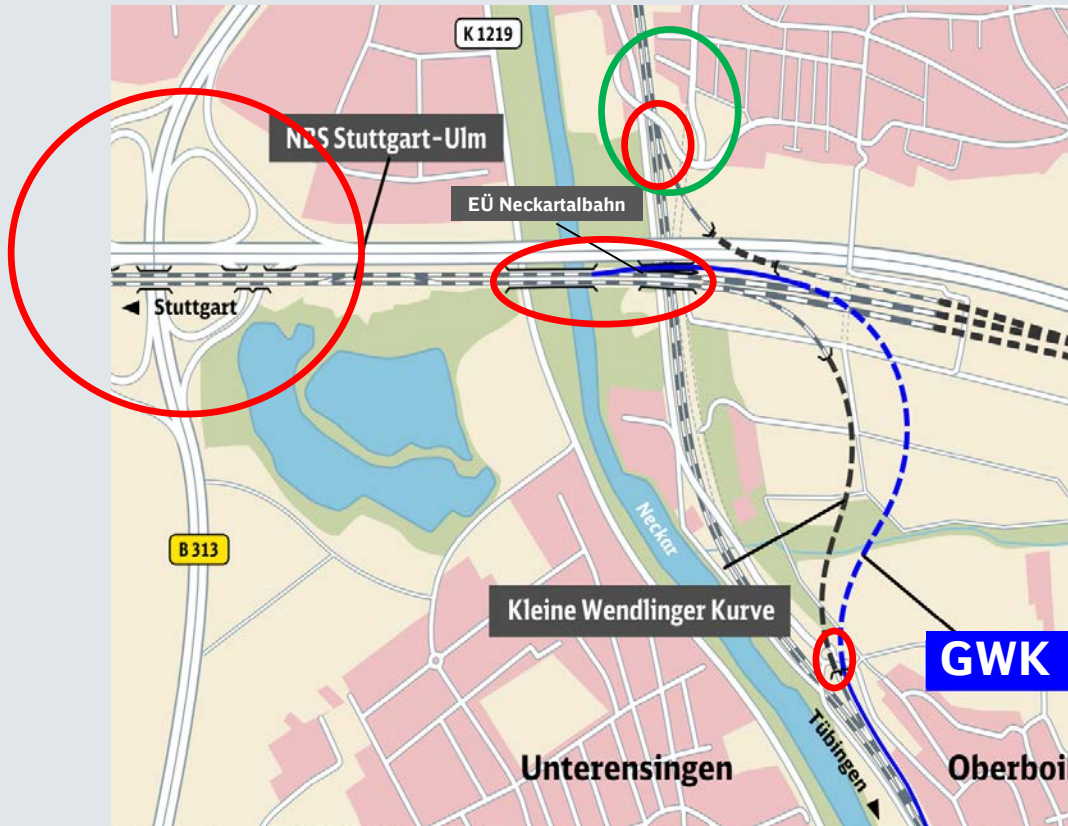 K 1219
NBS Stuttgart-Ulm
EÜ Neckartalbahn
◄ Stuttgart
B 313
Neckar
Kleine Wendlinger Kurve
GWK
Tübingen ►
Unterensingen
Oberboi